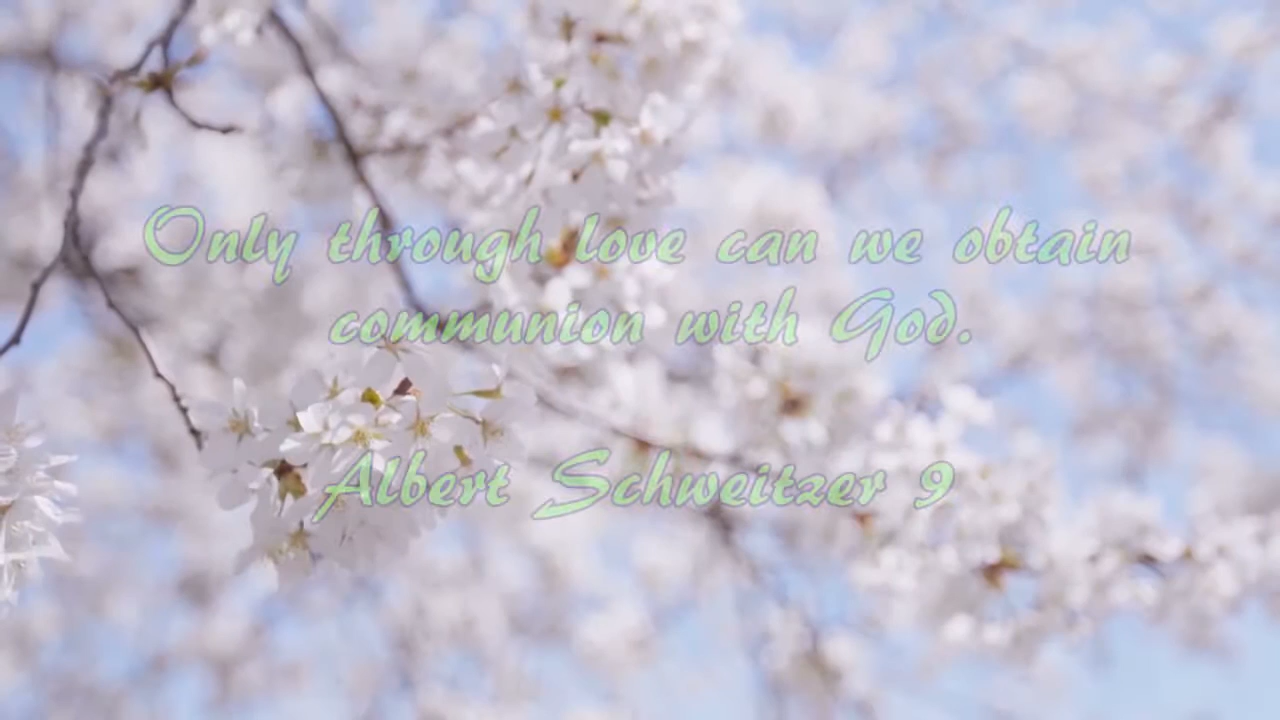 Only through love can we obtain
communion with God.
Albert Schweitzer 9